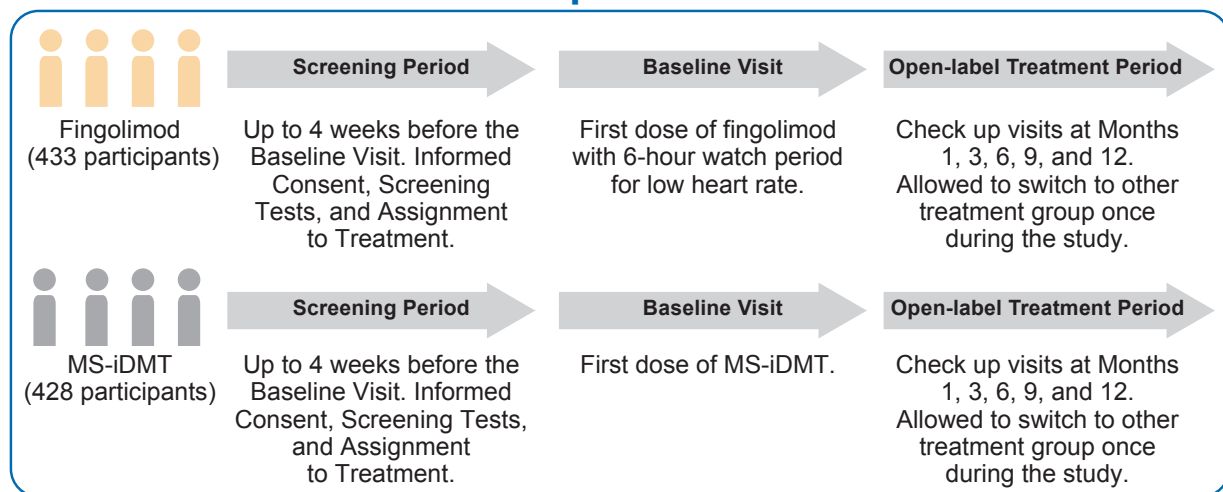 Screening Period
Baseline Visit
Open-label Treatment Period
Fingolimod
(433 participants)
Up to 4 weeks before the
Baseline Visit. Informed
Consent, Screening
Tests, and Assignment
to Treatment.
First dose of fingolimod
with 6-hour watch period
for low heart rate.
Check up visits at Months
1, 3, 6, 9, and 12.
Allowed to switch to other
treatment group once
during the study.
Screening Period
Baseline Visit
Open-label Treatment Period
MS-iDMT
(428 participants)
Up to 4 weeks before the
Baseline Visit. Informed
Consent, Screening Tests,
and Assignment
to Treatment.
First dose of MS-iDMT.
Check up visits at Months
1, 3, 6, 9, and 12.
Allowed to switch to other
treatment group once
during the study.